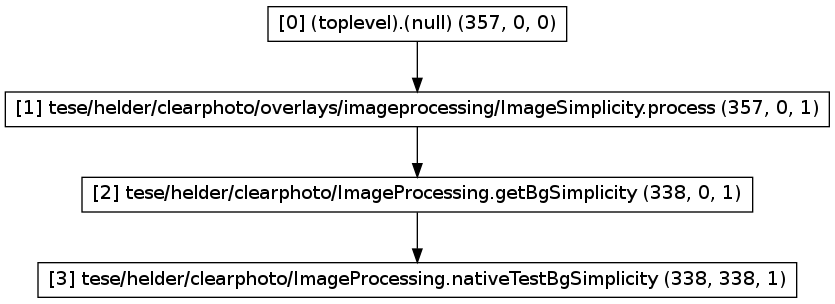 [0] (toplevel).(null) (357, 0, 0)
[1] tese/helder/clearphoto/overlays/imageprocessing/ImageSimplicity.process (357, 0, 1)
[2] tese/helder/clearphoto/ImageProcessing.getBgSimplicity (338, 0, 1)
[3] tese/helder/clearphoto/ImageProcessing.nativeTestBgSimplicity (338, 338, 1)